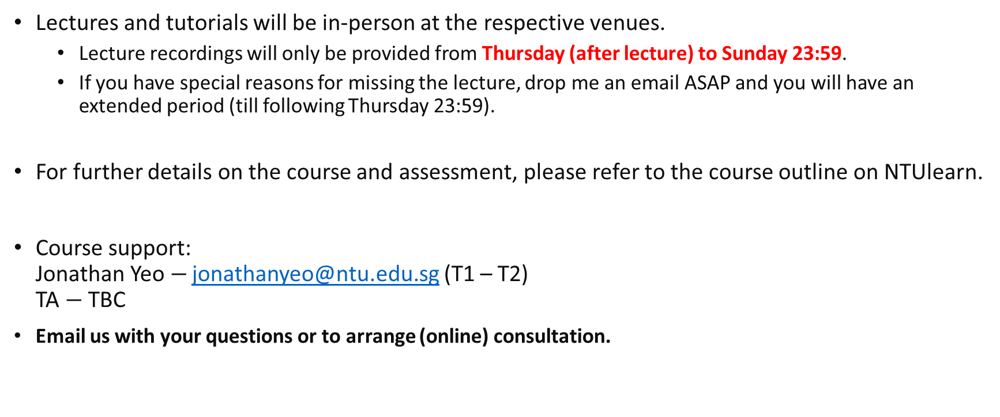 • Lectures and tutorials will be in-person at the respective venues.
• Lecture recordings will only be provided from Thursday (after lecture) to Sunday 23:59.
• If you have special reasons for missing the lecture, drop me an email ASAP and you will have an
extended period (till following Thursday 23:59).
• For further details on the course and assessment, please refer to the course outline on NTUlearn.
• Course support:
Jonathan Yeo — jonathanyeo@ntu.edu.sg (T1 – T2)
TA — TBC
• Email us with your questions or to arrange (online) consultation.